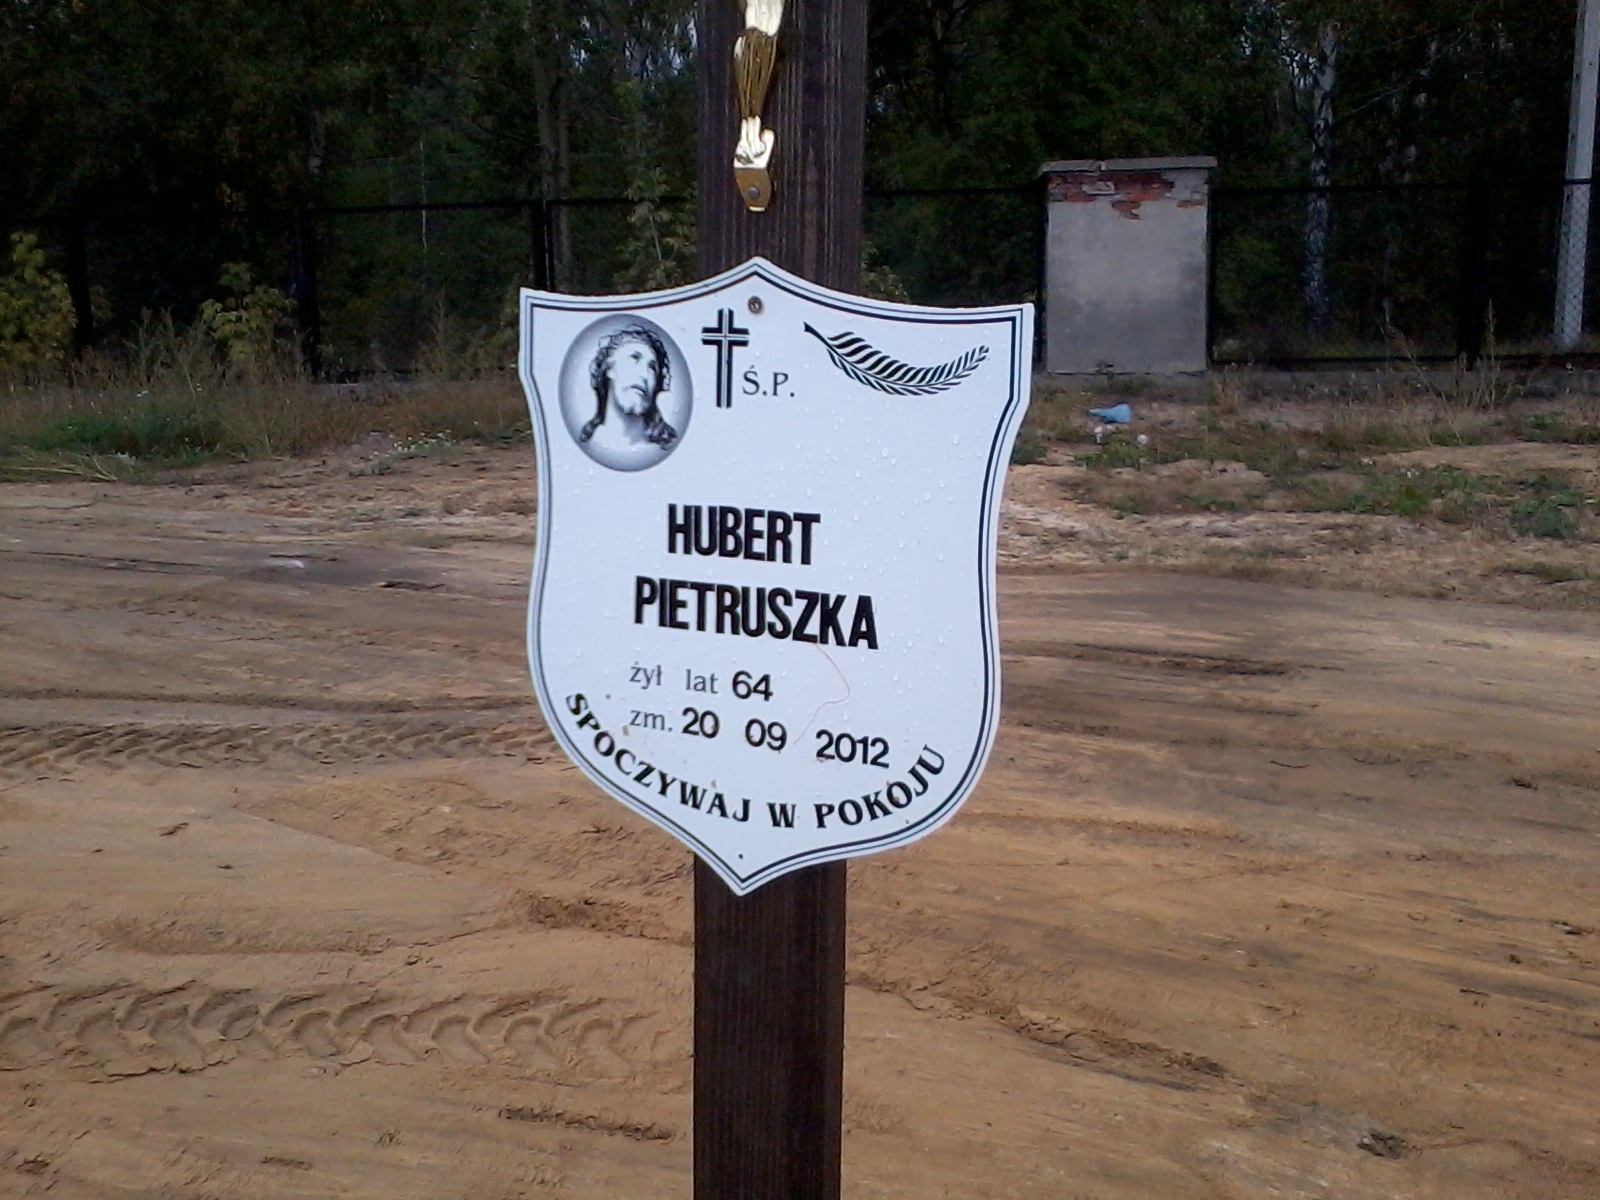 Ś.P.
HUBERT
PIETRUSZKA
żył lat 64
zm. 20 09 2012
SPOCZYWAJ W POKOJU